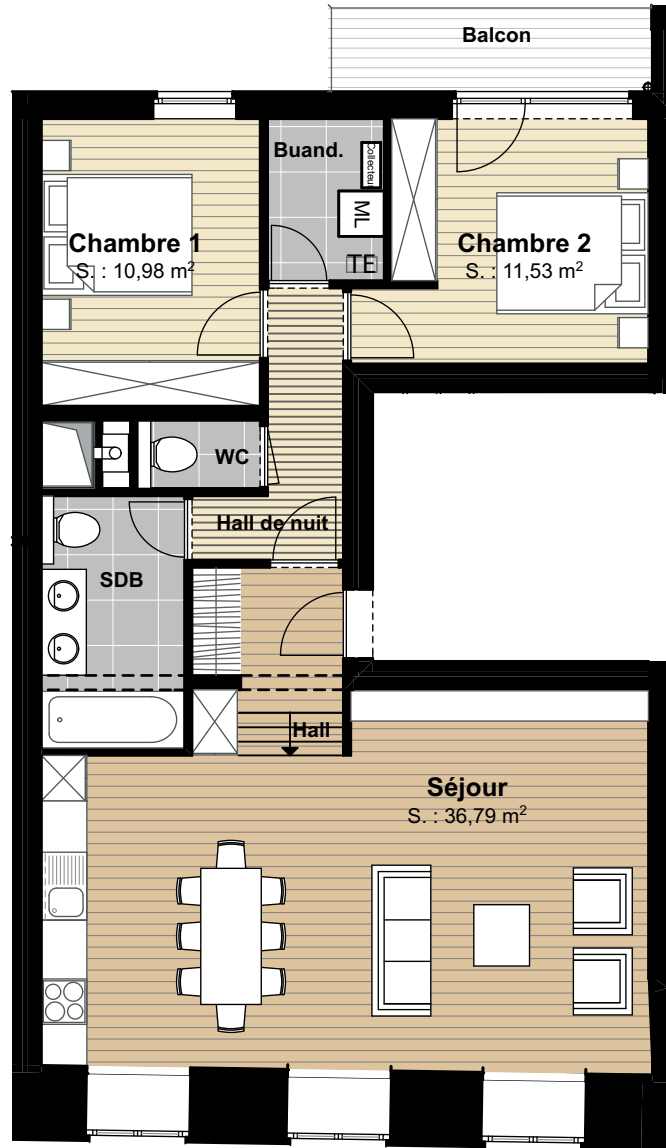 Balcon
Buand.
Collecteur
ML
TE
Chambre 1
S. : 10,98 m²
Chambre 2
S. : 11,53 m²
WC
Hall de nuit
SDB
Hall
Séjour
S. : 36,79 m²